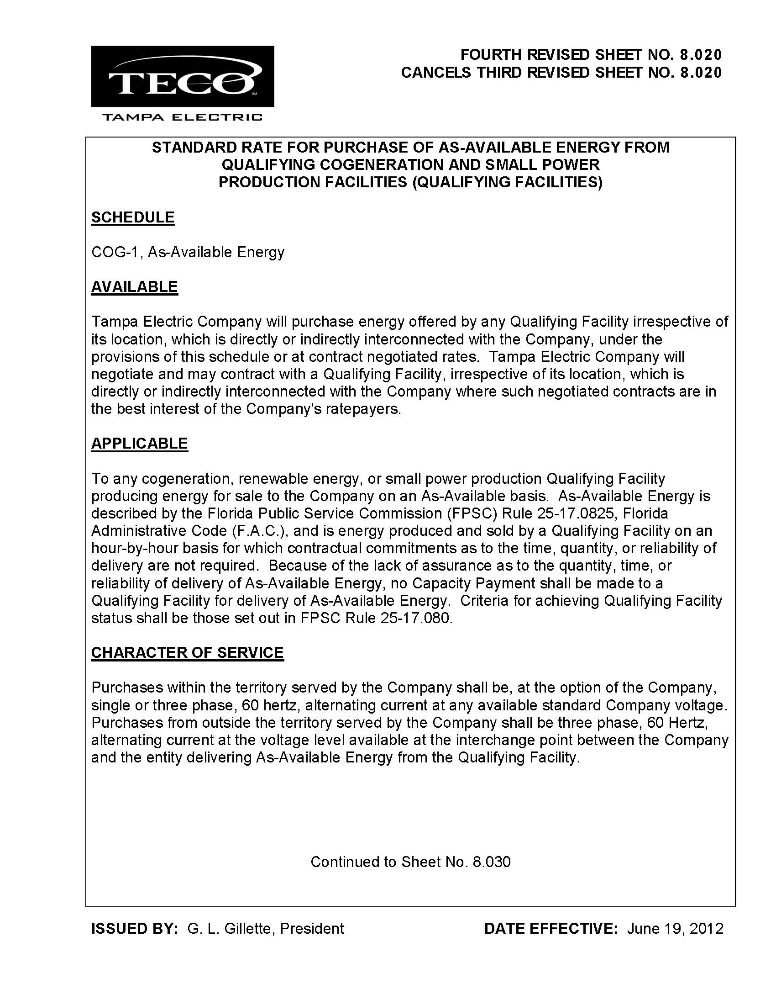 FOURTH REVISED SHEET NO. 8.020
CANCELS THIRD REVISED SHEET NO. 8.020
TECO
SM
TAMPA ELECTRIC
STANDARD RATE FOR PURCHASE OF AS-AVAILABLE ENERGY FROM
QUALIFYING COGENERATION AND SMALL POWER
PRODUCTION FACILITIES (QUALIFYING FACILITIES)
SCHEDULE
COG-1, As-Available Energy
AVAILABLE
Tampa Electric Company will purchase energy offered by any Qualifying Facility irrespective of
its location, which is directly or indirectly interconnected with the Company, under the
provisions of this schedule or at contract negotiated rates.  Tampa Electric Company will
negotiate and may contract with a Qualifying Facility, irrespective of its location, which is
directly or indirectly interconnected with the Company where such negotiated contracts are in
the best interest of the Company's ratepayers.
APPLICABLE
To any cogeneration, renewable energy, or small power production Qualifying Facility
producing energy for sale to the Company on an As-Available basis.  As-Available Energy is
described by the Florida Public Service Commission (FPSC) Rule 25-17.0825, Florida
Administrative Code (F.A.C.), and is energy produced and sold by a Qualifying Facility on an
hour-by-hour basis for which contractual commitments as to the time, quantity, or reliability of
delivery are not required.  Because of the lack of assurance as to the quantity, time, or
reliability of delivery of As-Available Energy, no Capacity Payment shall be made to a
Qualifying Facility for delivery of As-Available Energy.  Criteria for achieving Qualifying Facility
status shall be those set out in FPSC Rule 25-17.080.
CHARACTER OF SERVICE
Purchases within the territory served by the Company shall be, at the option of the Company,
single or three phase, 60 hertz, alternating current at any available standard Company voltage.
Purchases from outside the territory served by the Company shall be three phase, 60 Hertz,
alternating current at the voltage level available at the interchange point between the Company
and the entity delivering As-Available Energy from the Qualifying Facility.
Continued to Sheet No. 8.030
ISSUED BY:  G. L. Gillette, President
DATE EFFECTIVE:  June 19, 2012